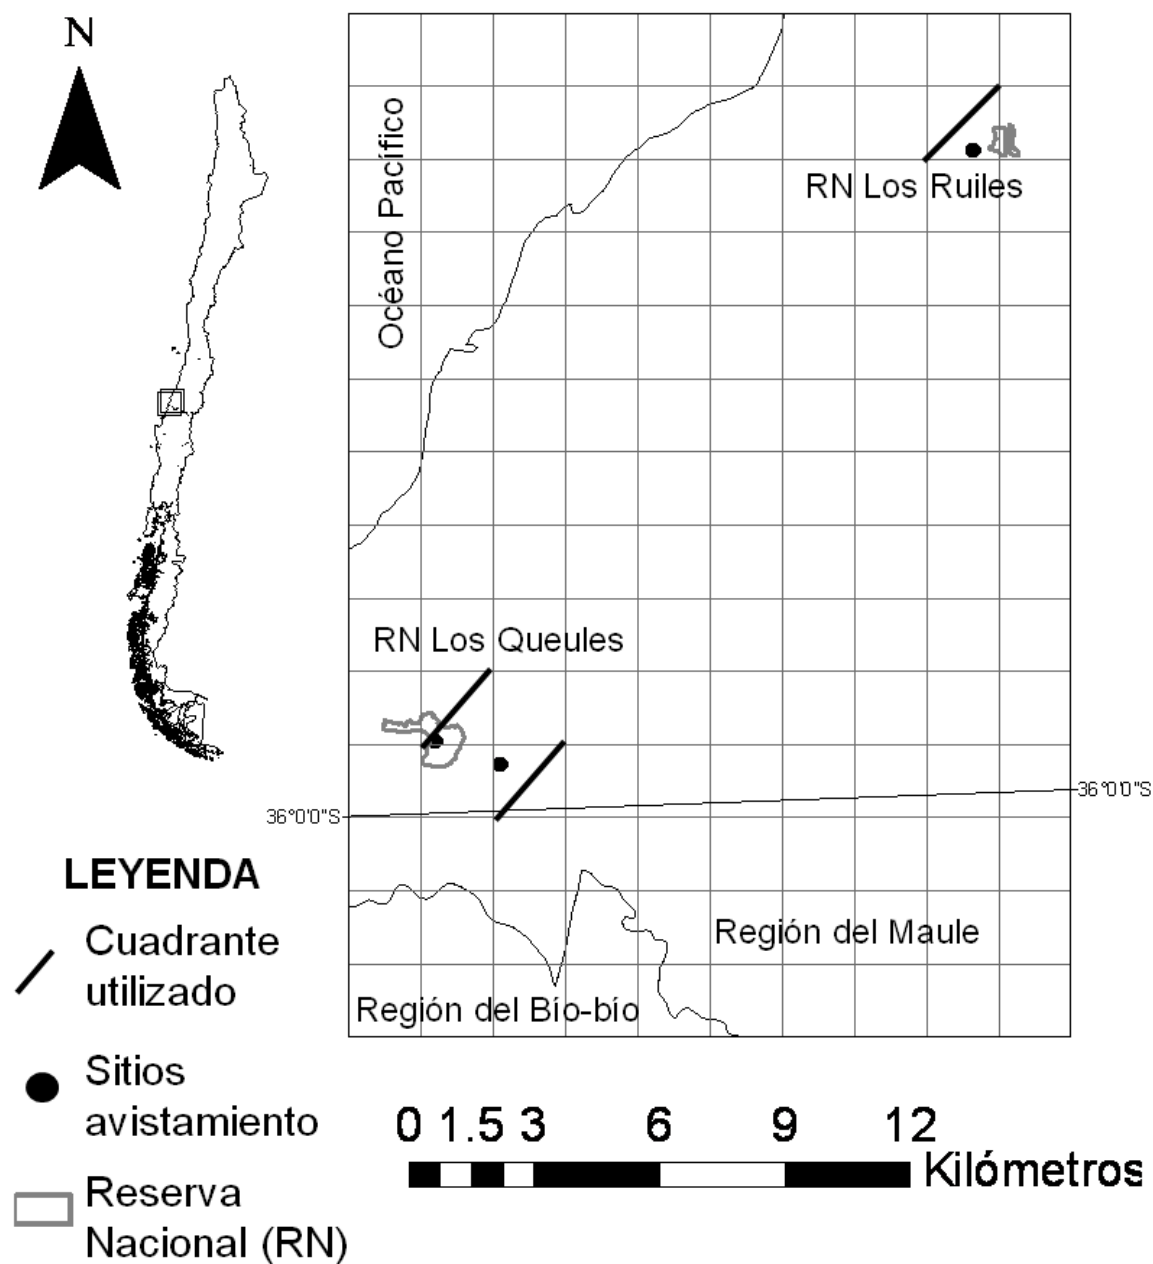 N
Océano Pacífico
RN Los Ruiles
RN Los Queules
36°0'0"S
36°0'0"S
Región del Maule
Región del Bío-bío
LEYENDA
Cuadrante
utilizado
Sitios
avistamiento
Reserva
Nacional (RN)
0 1.5 3 6 9 12
Kilómetros